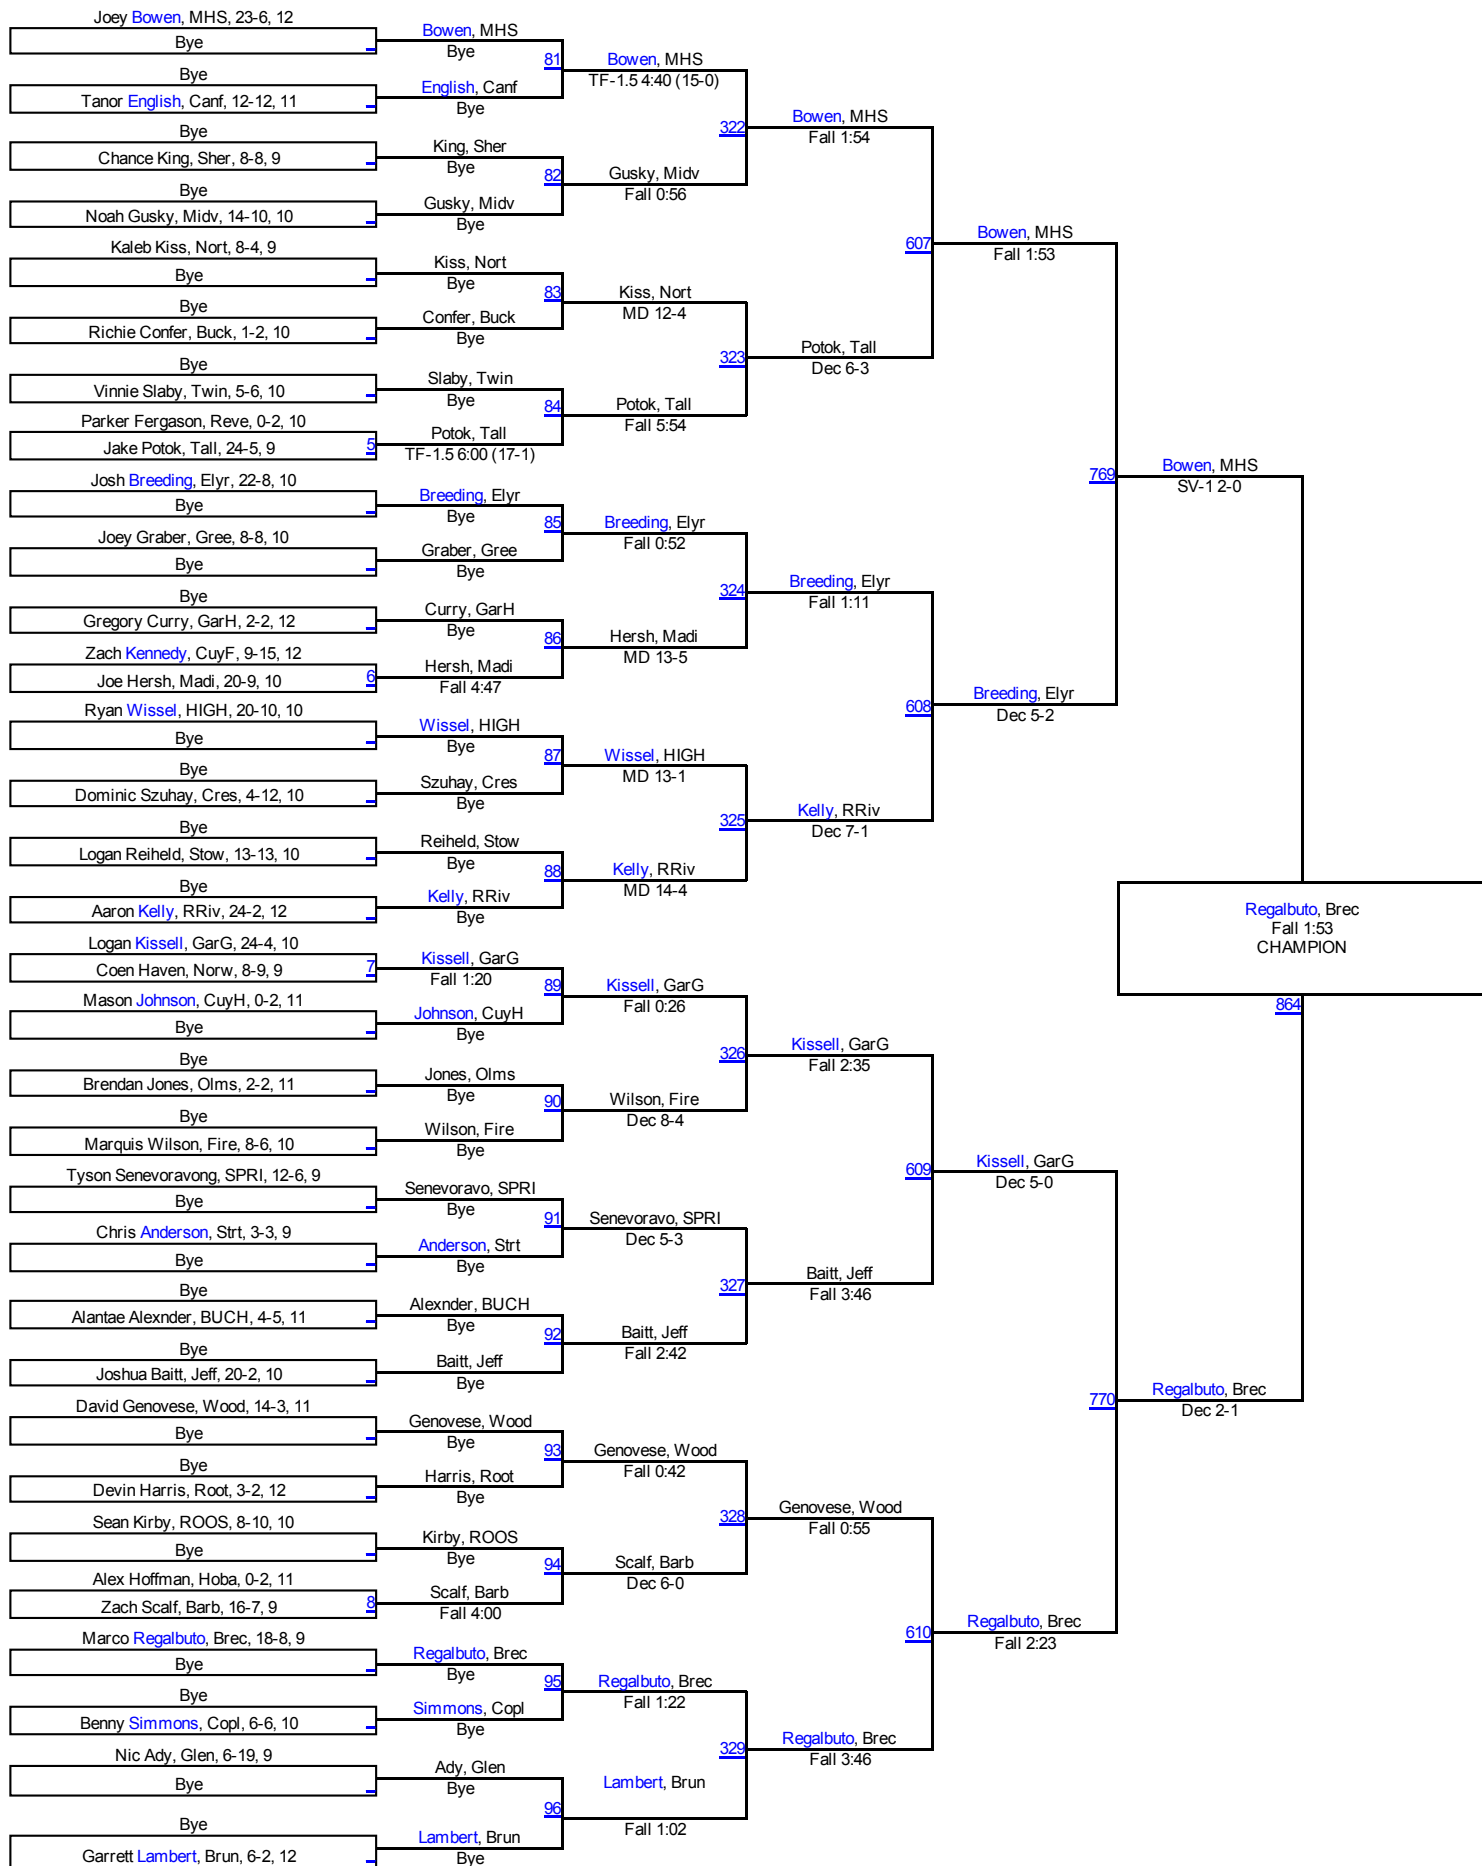 Joey Bowen, MHS, 23-6, 12
Bye
Bye
Tanor English, Canf, 12-12, 11
Bye
Chance King, Sher, 8-8, 9
Bye
Noah Gusky, Midv, 14-10, 10
Kaleb Kiss, Nort, 8-4, 9
Bye
Bye
Richie Confer, Buck, 1-2, 10
Bye
Vinnie Slaby, Twin, 5-6, 10
Parker Fergason, Reve, 0-2, 10
Jake Potok, Tall, 24-5, 9
5
Josh Breeding, Elyr, 22-8, 10
Bye
Joey Graber, Gree, 8-8, 10
Bye
Bye
Gregory Curry, GarH, 2-2, 12
Zach Kennedy, CuyF, 9-15, 12
Joe Hersh, Madi, 20-9, 10
6
Ryan Wissel, HIGH, 20-10, 10
Bye
Bye
Dominic Szuhay, Cres, 4-12, 10
Bye
Logan Reiheld, Stow, 13-13, 10
Bye
Aaron Kelly, RRiv, 24-2, 12
Logan Kissell, GarG, 24-4, 10
Coen Haven, Norw, 8-9, 9
7
Mason Johnson, CuyH, 0-2, 11
Bye
Bye
Brendan Jones, Olms, 2-2, 11
Bye
Marquis Wilson, Fire, 8-6, 10
Tyson Senevoravong, SPRI, 12-6, 9
Bye
Chris Anderson, Strt, 3-3, 9
Bye
Bye
Alantae Alexnder, BUCH, 4-5, 11
Bye
Joshua Baitt, Jeff, 20-2, 10
David Genovese, Wood, 14-3, 11
Bye
Bye
Devin Harris, Root, 3-2, 12
Sean Kirby, ROOS, 8-10, 10
Bye
Alex Hoffman, Hoba, 0-2, 11
Zach Scalf, Barb, 16-7, 9
8
Marco Regalbuto, Brec, 18-8, 9
Bye
Bye
Benny Simmons, Copl, 6-6, 10
Nic Ady, Glen, 6-19, 9
Bye
Bye
Garrett Lambert, Brun, 6-2, 12
Bowen, MHS
Bye
81
English, Canf
Bye
King, Sher
Bye
82
Gusky, Midv
Bye
Kiss, Nort
Bye
83
Confer, Buck
Bye
Slaby, Twin
Bye
84
Potok, Tall
TF-1.5 6:00 (17-1)
Breeding, Elyr
Bye
85
Graber, Gree
Bye
Curry, GarH
Bye
86
Hersh, Madi
Fall 4:47
Wissel, HIGH
Bye
87
Szuhay, Cres
Bye
Reiheld, Stow
Bye
88
Kelly, RRiv
Bye
Kissell, GarG
Fall 1:20
89
Johnson, CuyH
Bye
Jones, Olms
Bye
90
Wilson, Fire
Bye
Senevoravo, SPRI
Bye
91
Anderson, Strt
Bye
Alexnder, BUCH
Bye
92
Baitt, Jeff
Bye
Genovese, Wood
Bye
93
Harris, Root
Bye
Kirby, ROOS
Bye
94
Scalf, Barb
Fall 4:00
Regalbuto, Brec
Bye
95
Simmons, Copl
Bye
Ady, Glen
Bye
96
Lambert, Brun
Bye
Bowen, MHS
TF-1.5 4:40 (15-0)
322
Gusky, Midv
Fall 0:56
Kiss, Nort
MD 12-4
323
Potok, Tall
Fall 5:54
Breeding, Elyr
Fall 0:52
324
Hersh, Madi
MD 13-5
Wissel, HIGH
MD 13-1
325
Kelly, RRiv
MD 14-4
Kissell, GarG
Fall 0:26
326
Wilson, Fire
Dec 8-4
Senevoravo, SPRI
Dec 5-3
327
Baitt, Jeff
Fall 2:42
Genovese, Wood
Fall 0:42
328
Scalf, Barb
Dec 6-0
Regalbuto, Brec
Fall 1:22
329
Lambert, Brun
Fall 1:02
Bowen, MHS
Fall 1:54
607
Potok, Tall
Dec 6-3
Breeding, Elyr
Fall 1:11
608
Kelly, RRiv
Dec 7-1
Kissell, GarG
Fall 2:35
609
Baitt, Jeff
Fall 3:46
Genovese, Wood
Fall 0:55
610
Regalbuto, Brec
Fall 3:46
Bowen, MHS
Fall 1:53
769
Breeding, Elyr
Dec 5-2
Kissell, GarG
Dec 5-0
770
Regalbuto, Brec
Fall 2:23
Bowen, MHS
SV-1 2-0
Regalbuto, Brec
Dec 2-1
Regalbuto, Brec
Fall 1:53
CHAMPION
864